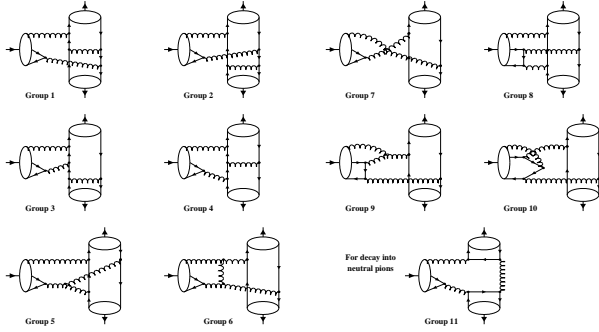 Group 1
Group 2
Group 7
Group 8
Group 3
Group 4
Group 9
Group 10
For decay into
neutral pions
Group 5
Group 6
Group 11